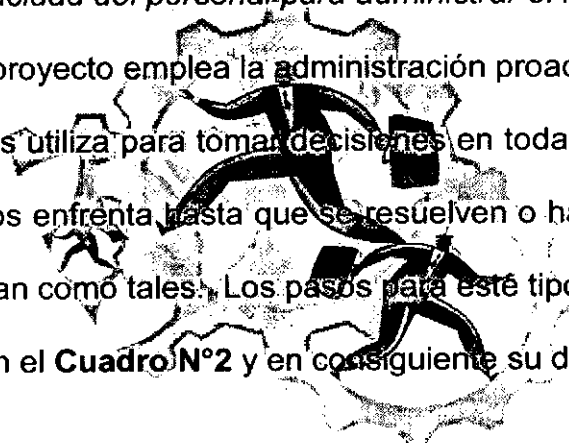 cidad del personal para administrar el
proyecto emplea la administración proac
s utiliza para tomar decisiones en toda
os enfrenta hasta que se resuelven o ha
an como tales. Los pasos para este tipo
n el Cuadro N°2 y en consiguiente su d